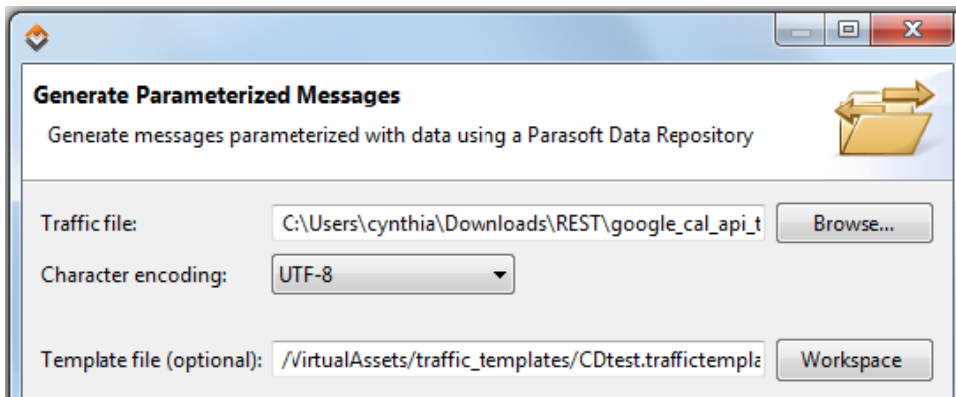 Generate Parameterized Messages
Generate messages parameterized with data using a Parasoft Data Repository
Traffic file: C:\Users\cynthia\Downloads\REST\google_cal_api_t Browse...
Character encoding: UTF-8
Template file (optional): /VirtualAssets/traffic_templates/CDtest.traffictempla Workspace